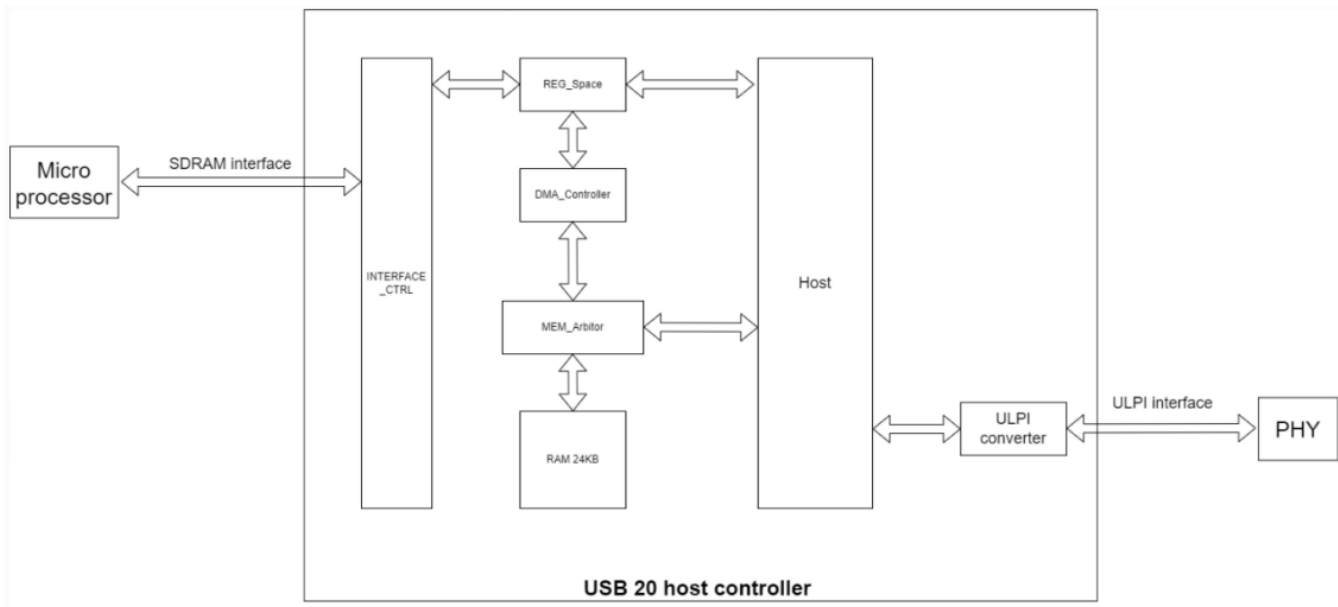 Micro
processor
SDRAM interface
INTERFACE
_CTRL
REG_Space
DMA_Controller
MEM_Arbitor
RAM 24KB
Host
ULPI
converter
ULPI interface
PHY
USB 20 host controller